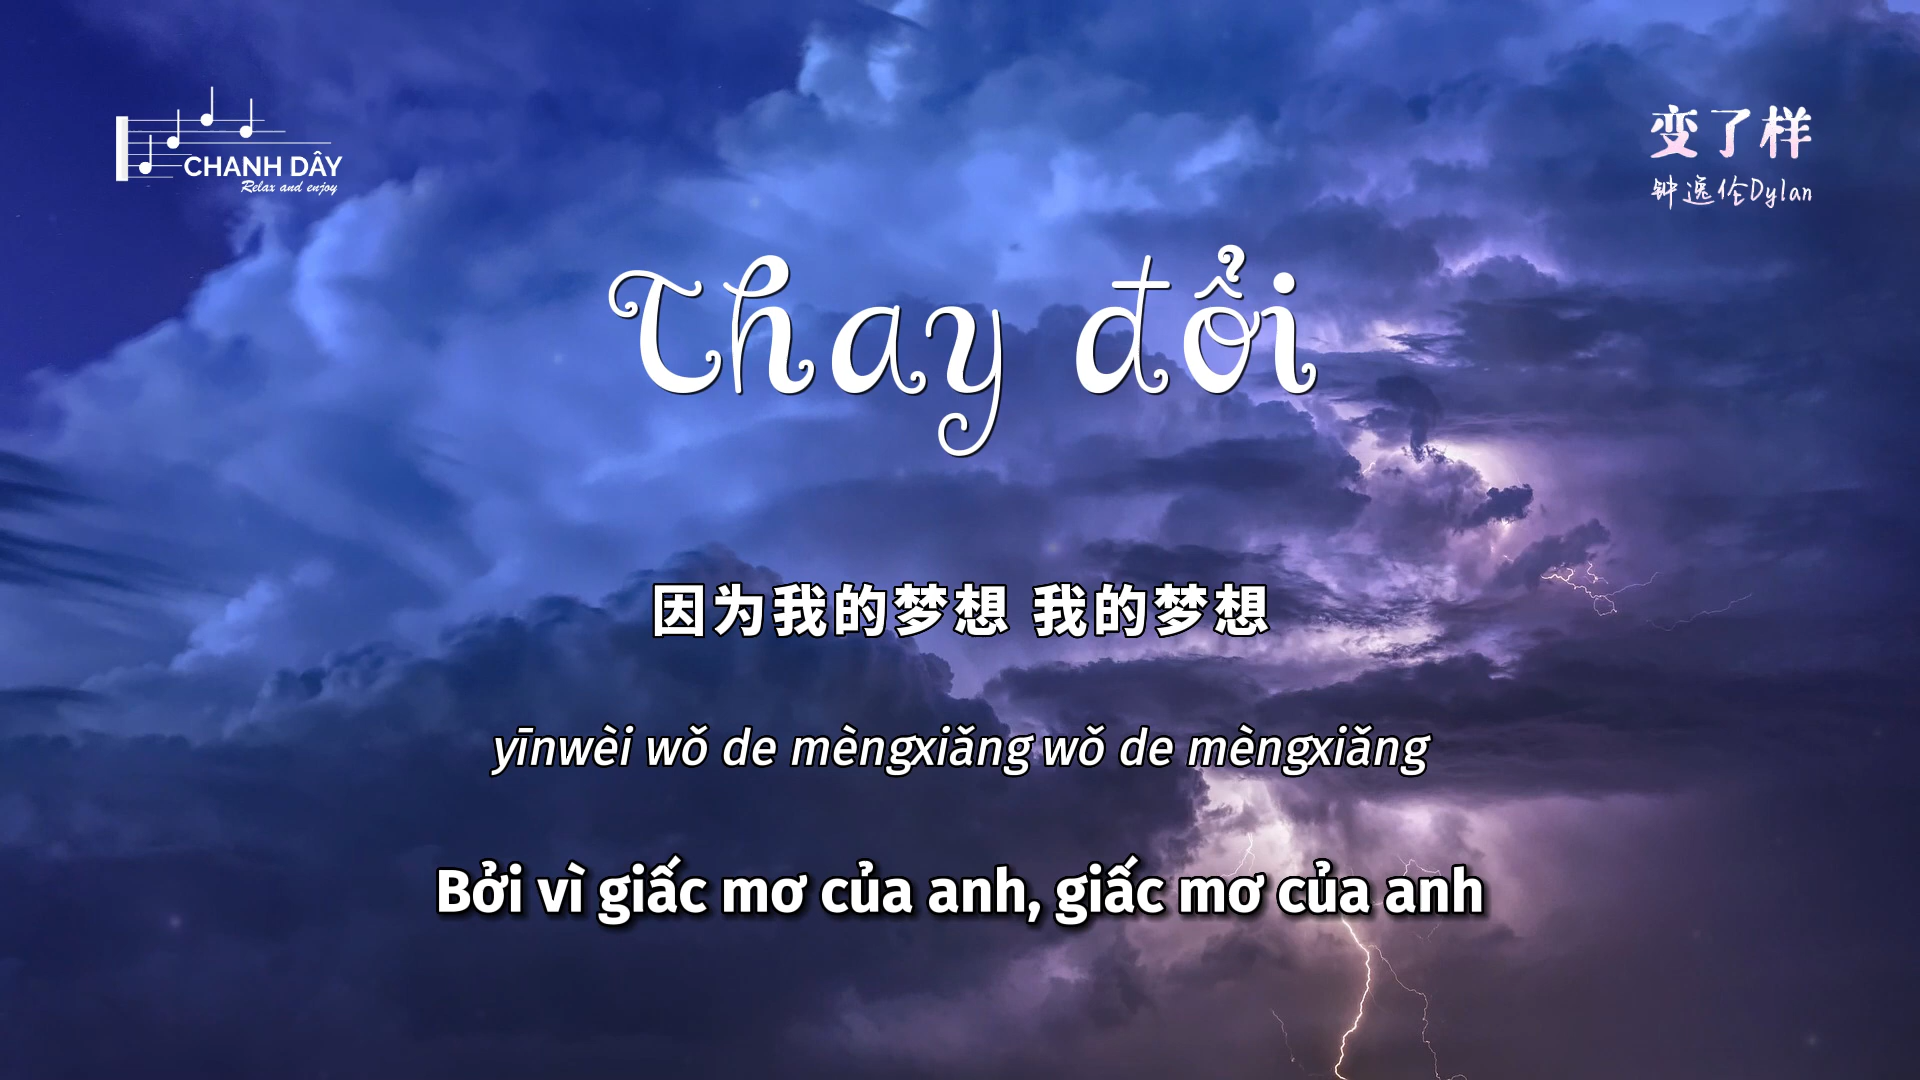 CHANH DÂY
Relax and enjoy
变了样
钟逸伦Dylan
Thay đổi
因为我的梦想 我的梦想
yīnwèi wǒ de mèngxiǎng wǒ de mèngxiǎng
Bởi vì giấc mơ của anh, giấc mơ của anh